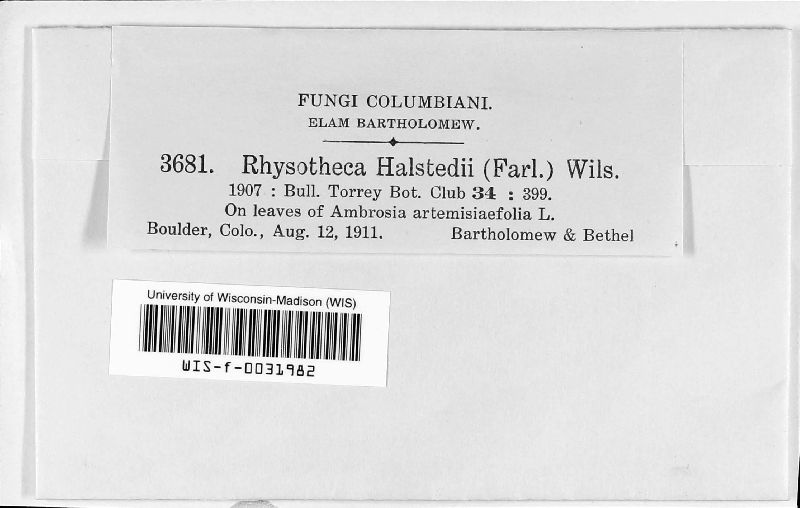 FUNGI COLUMBIANI.
ELAM BARTHOLOMEW.
3681. Rhysotheca Halstedii (Farl.) Wils.
1907 : Bull. Torrey Bot. Club 34 : 399.
On leaves of Ambrosia artemisiaefolia L.
Boulder, Colo., Aug. 12, 1911. Bartholomew & Bethel
University of Wisconsin-Madison (WIS)
WIS-f-0031982